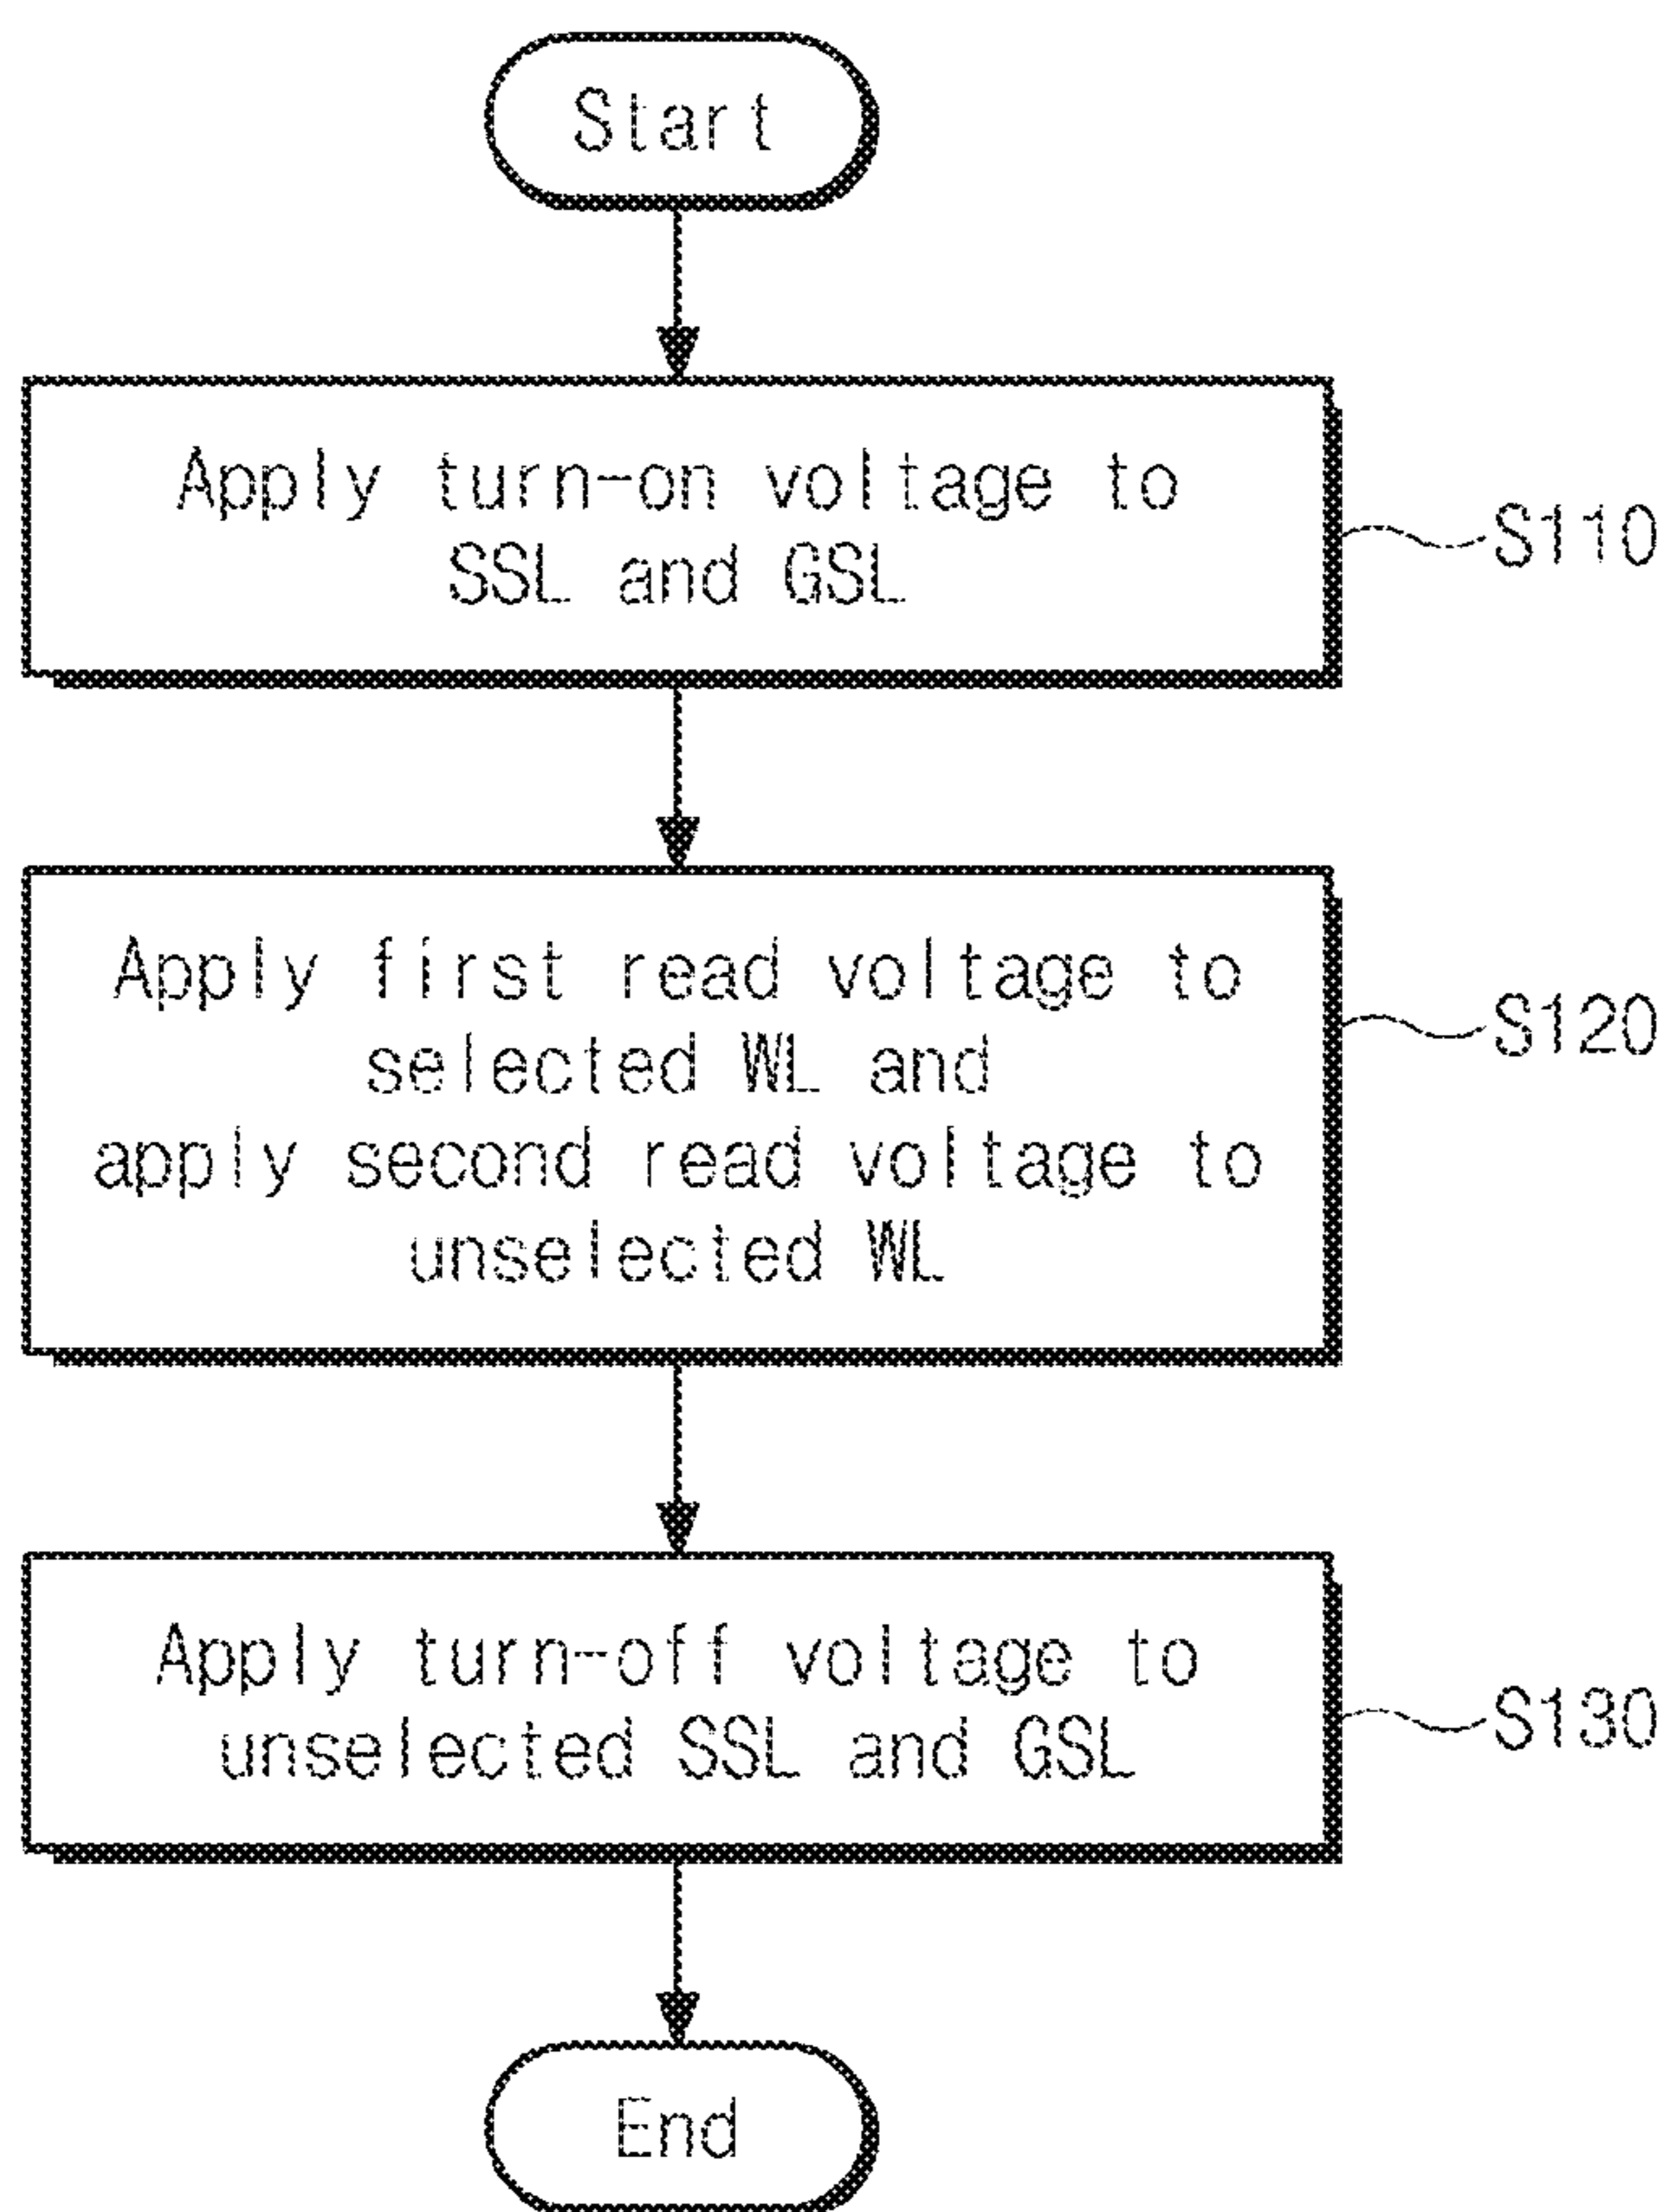 Start
Apply turn-on voltage to
SSL and GSL
S110
Apply first read voltage to
selected WL and
apply second read voltage to
unselected WL
S120
Apply turn-off voltage to
unselected SSL and GSL
S130
End